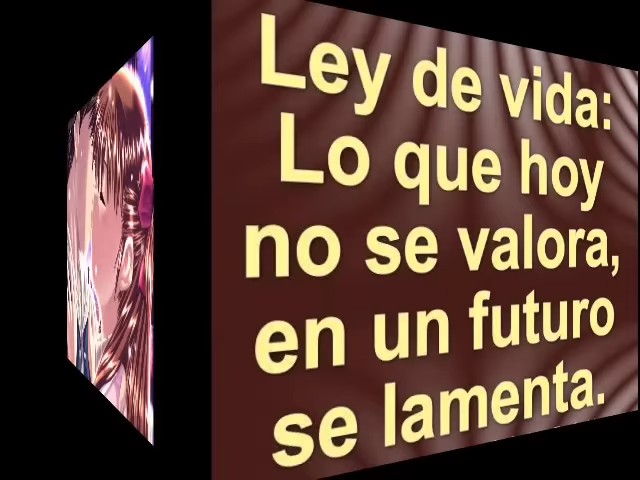 Ley de vida:
Lo que hoy
no se valora,
en un futuro
se lamenta.